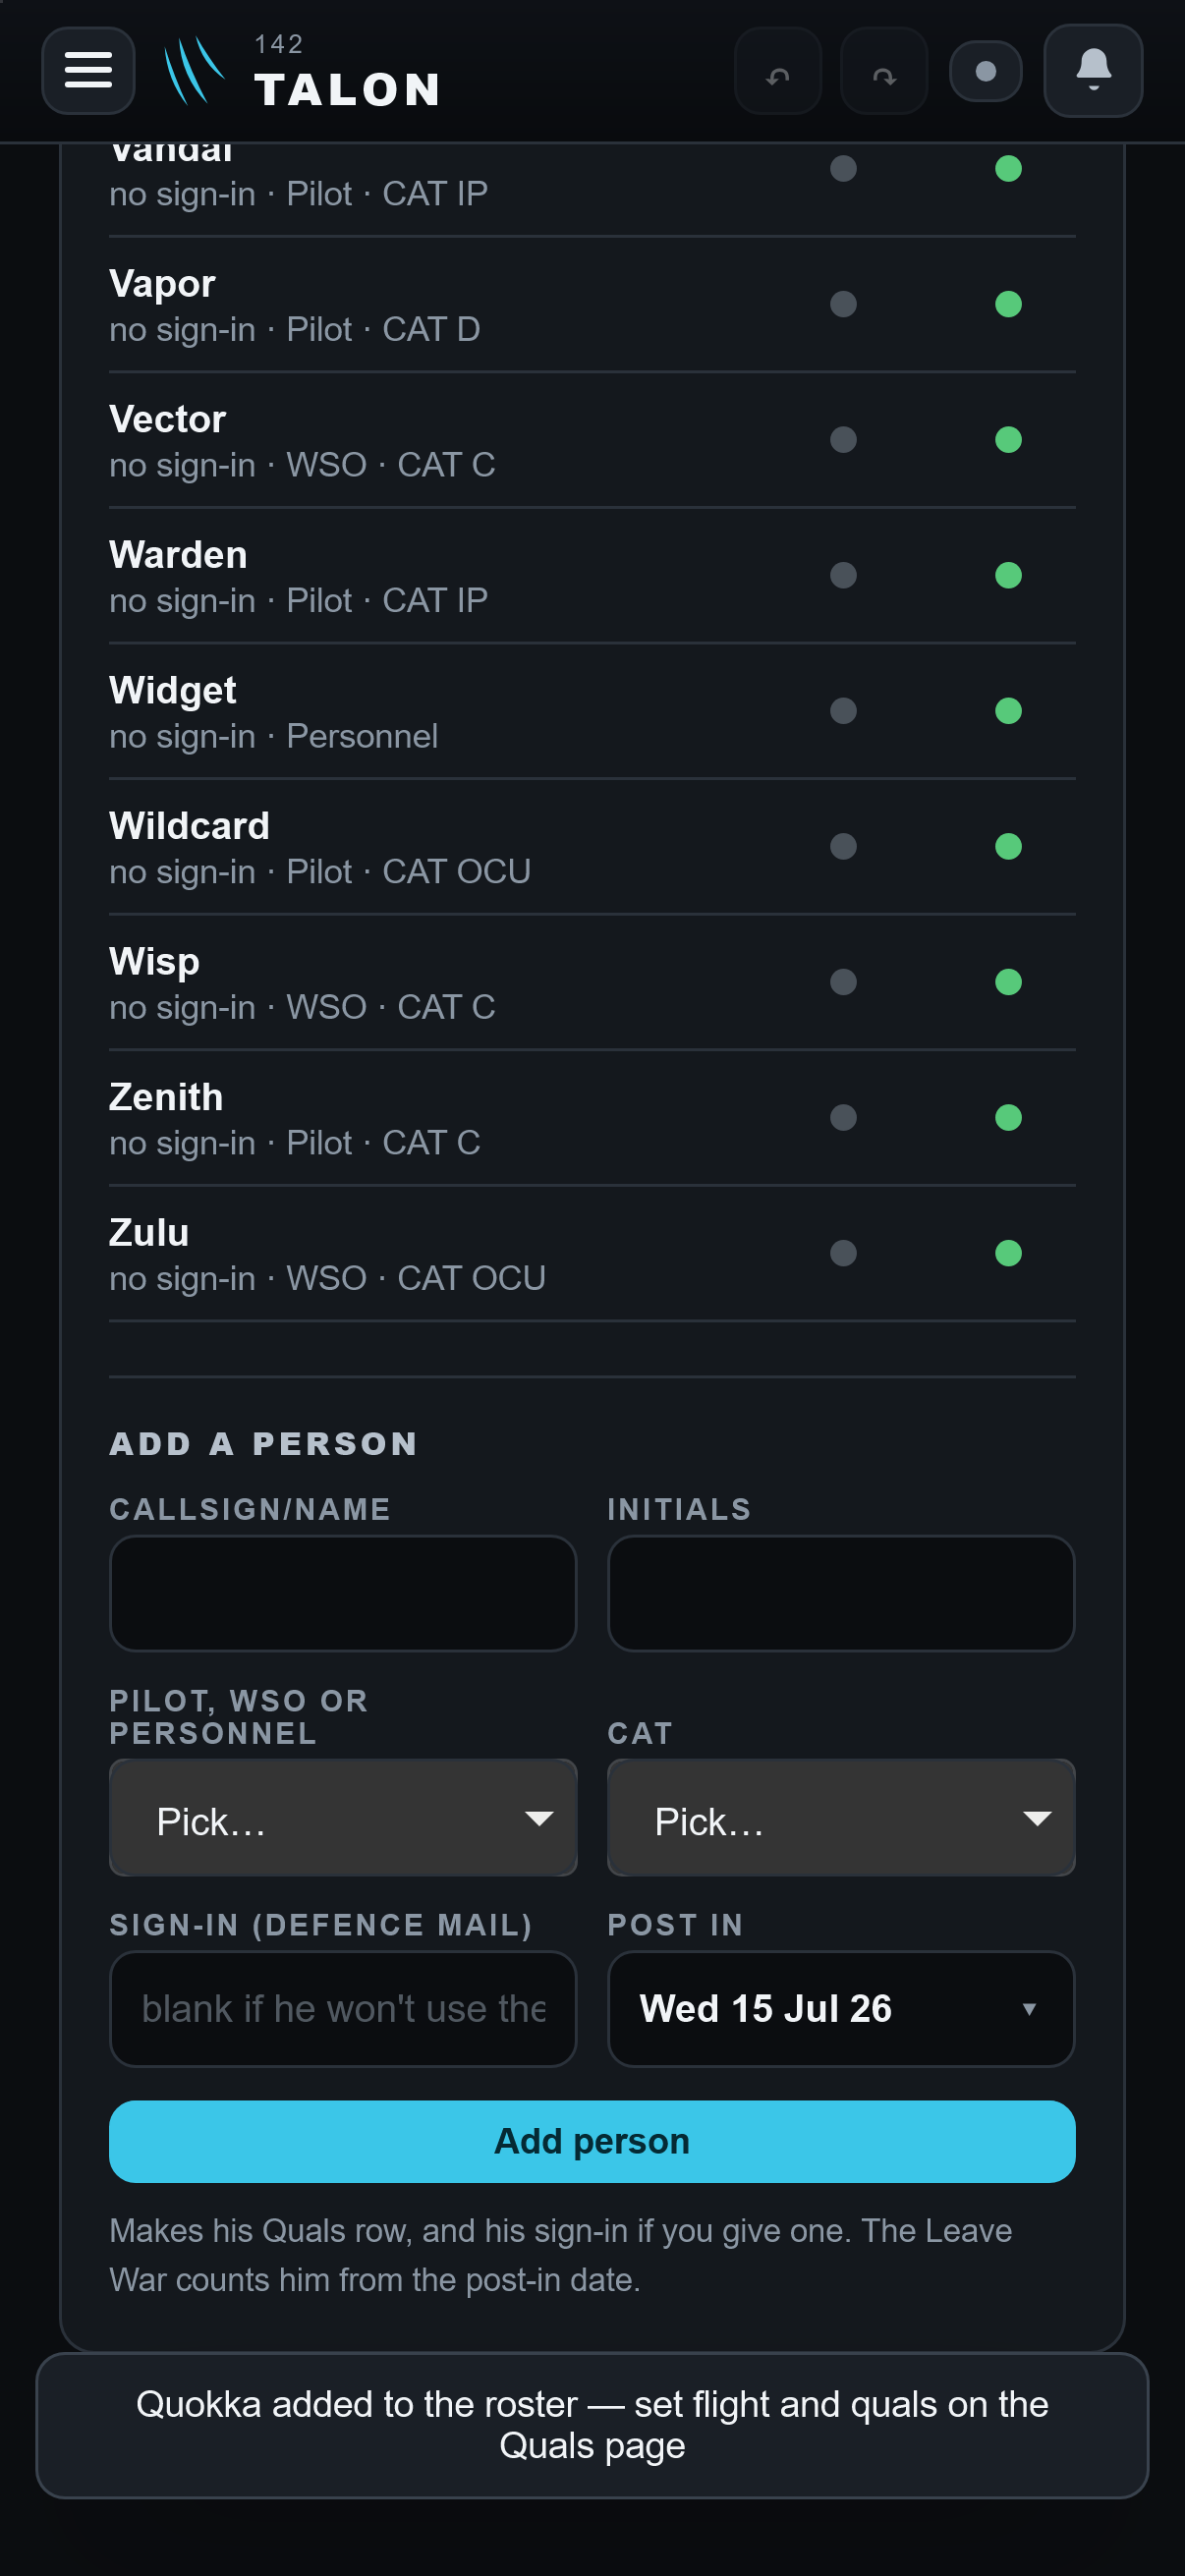 142
TALON
Vandal
no sign-in · Pilot · CAT IP
Vapor
no sign-in · Pilot · CAT D
Vector
no sign-in · WSO · CAT C
Warden
no sign-in · Pilot · CAT IP
Widget
no sign-in · Personnel
Wildcard
no sign-in · Pilot · CAT OCU
Wisp
no sign-in · WSO · CAT C
Zenith
no sign-in · Pilot · CAT C
Zulu
no sign-in · WSO · CAT OCU
ADD A PERSON
CALLSIGN/NAME
INITIALS
PILOT, WSO OR
PERSONNEL
CAT
Pick…
Pick…
SIGN-IN (DEFENCE MAIL)
POST IN
blank if he won't use the
Wed 15 Jul 26
Add person
Makes his Quals row, and his sign-in if you give one. The Leave
War counts him from the post-in date.
Quokka added to the roster — set flight and quals on the
Quals page